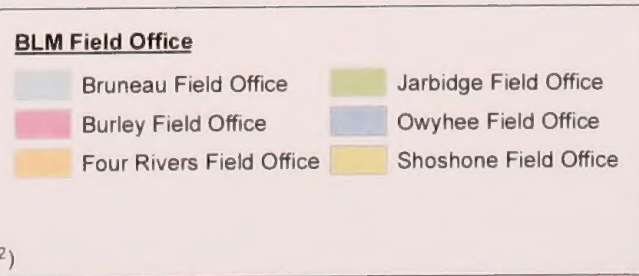 BLM Field Office
Bruneau Field Office
Burley Field Office
Four Rivers Field Office
Jarbidge Field Office
Owyhee Field Office
Shoshone Field Office
2)